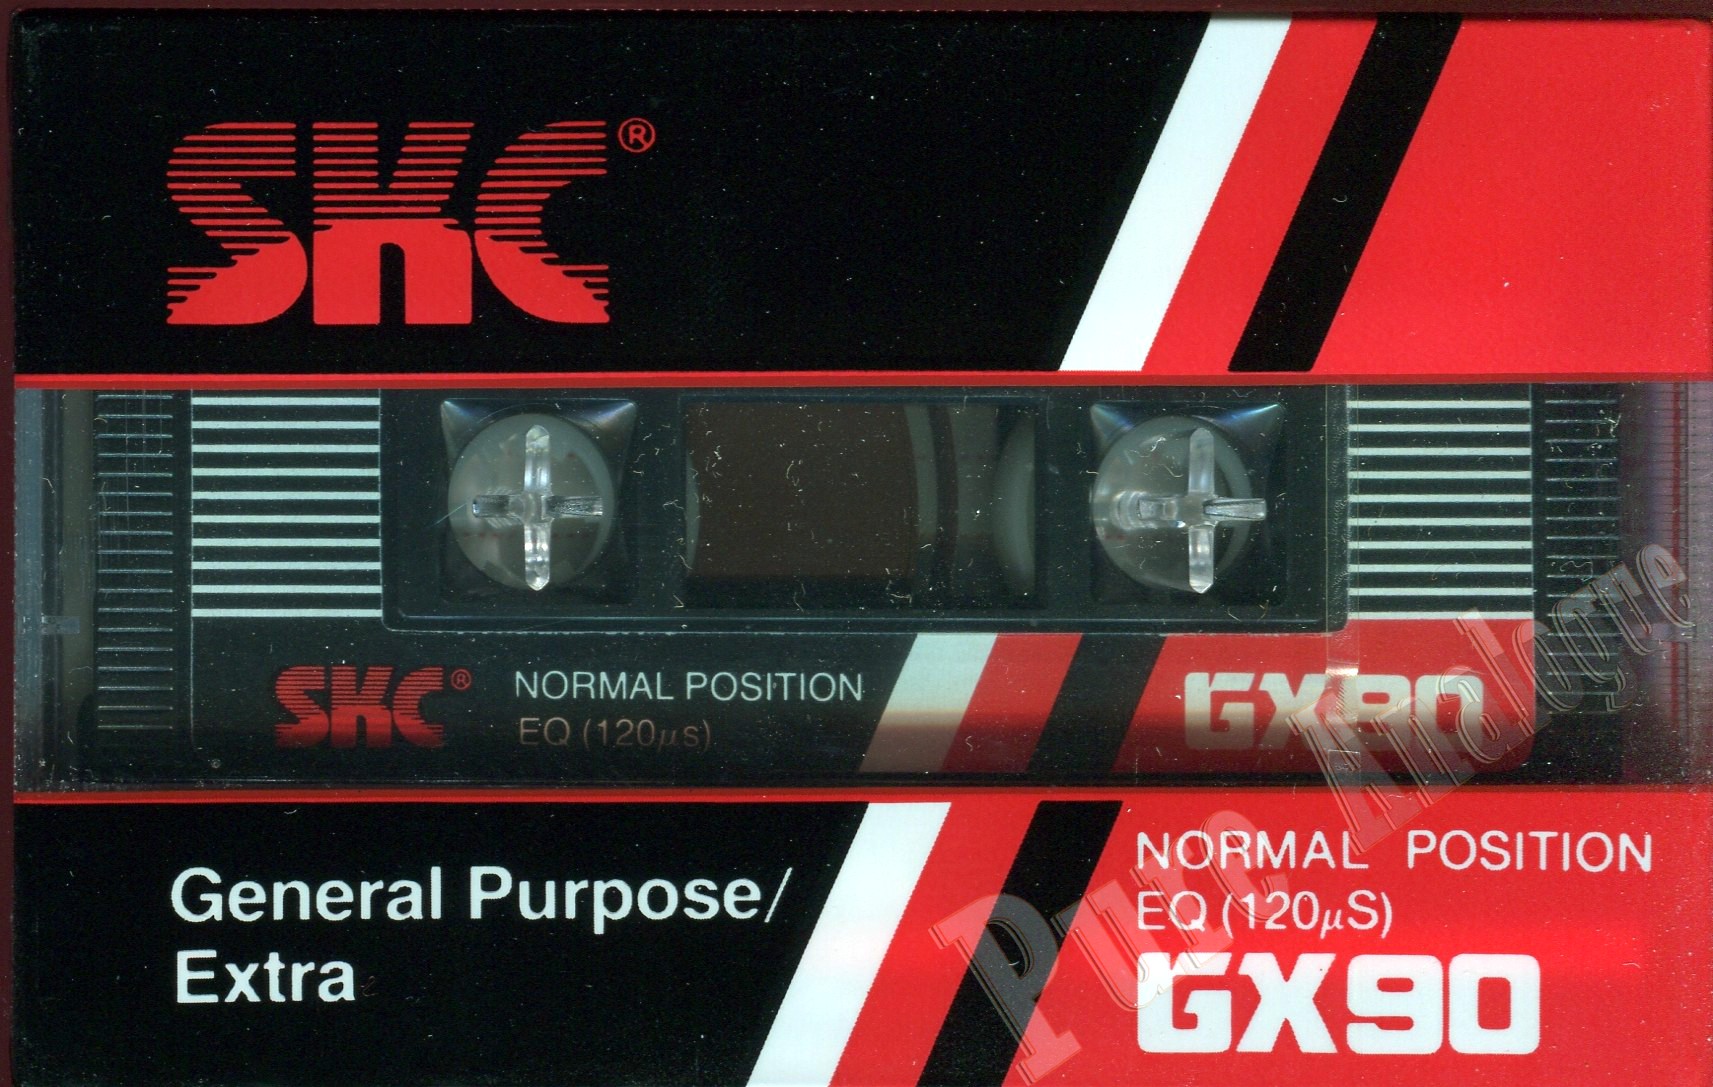 SKC®
SKC®
NORMAL POSITION
EQ (120µs)
GX90
General Purpose/
Extra
NORMAL POSITION
EQ (120µS)
GX90
Pure Analogue